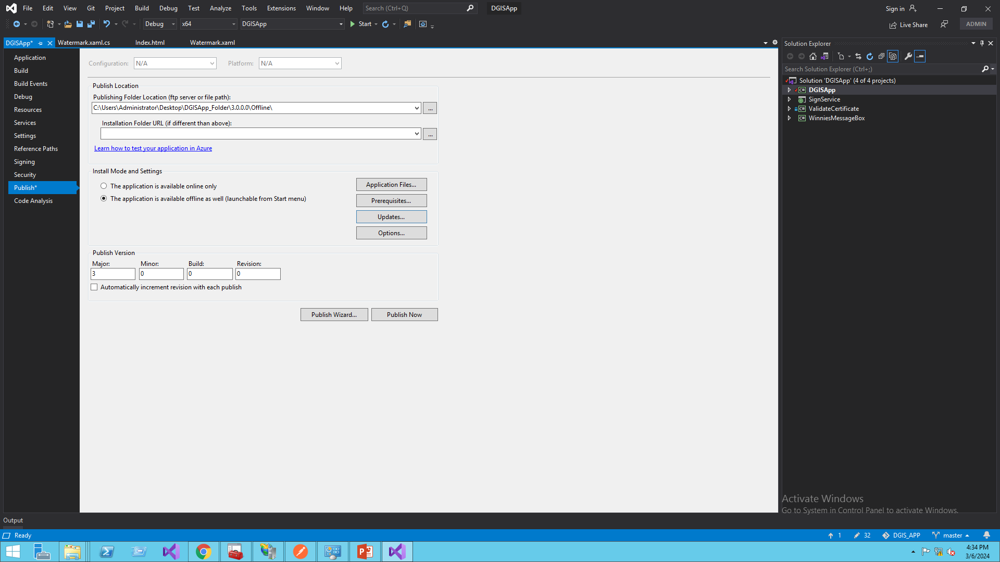 File Edit View Git Project Build Debug Test Analyze Tools Extensions Window Help Search (Ctrl+Q) DGISApp Sign in
Debug x64 DGISApp Start Live Share ADMIN
DGISApp* Watermark.xaml.cs Index.html Watermark.xaml
Application
Build
Build Events
Debug
Resources
Services
Settings
Reference Paths
Signing
Security
Publish*
Code Analysis
Configuration: N/A Platform: N/A
Publish Location
Publishing Folder Location (ftp server or file path):
C:\Users\Administrator\Desktop\DGISApp_Folder\3.0.0.0\Offline\ ...
Installation Folder URL (if different than above):
...
Learn how to test your application in Azure
Install Mode and Settings
The application is available online only
The application is available offline as well (launchable from Start menu)
Application Files...
Prerequisites...
Updates...
Options...
Publish Version
Major: Minor: Build: Revision:
3 0 0 0
Automatically increment revision with each publish
Publish Wizard... Publish Now
Solution Explorer
Search Solution Explorer (Ctrl+;)
Solution 'DGISApp' (4 of 4 projects)
C# DGISApp
SignService
C# ValidateCertificate
C# WinniesMessageBox
Activate Windows
Go to System in Control Panel to activate Windows.
Output
Ready 1 32 DGIS_APP master
4:34 PM
3/6/2024